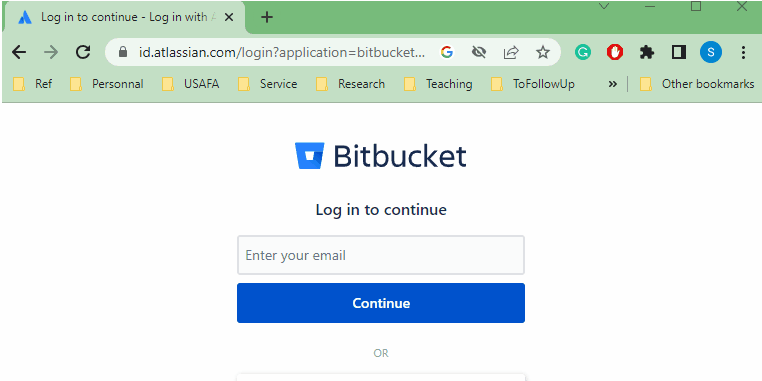 Log in to continue - Log in with A
id.atlassian.com/login?application=bitbucket...
S
Ref Personnal USAFA Service Research Teaching ToFollowUp » Other bookmarks
Bitbucket
Log in to continue
Enter your email
Continue
OR